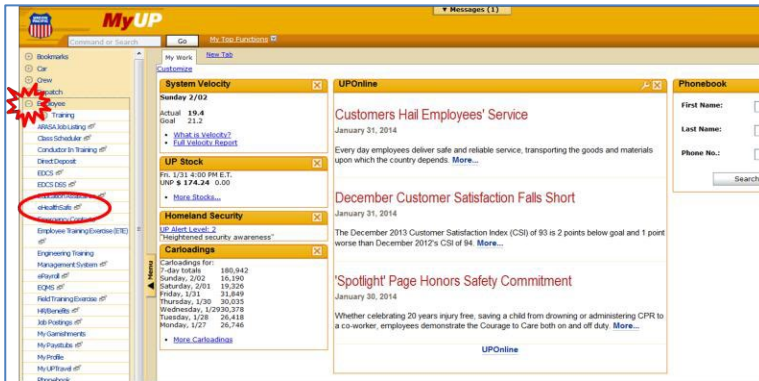 ▼ Messages (1)
UNION PACIFIC
MyUP
Command or Search
Go
My Top Functions
Bookmarks
Car
Crew
Dispatch
Employee
Training
ARASA Job Listing
Class Scheduler
Conductor In Training
Direct Deposit
EDCS
EDCS DSS
eHealthSafe
Emergency Contacts
Employee Training Exercise (ETE)
Engineering Training
Management System
ePayroll
EQMS
Field Training Exercise
HR/Benefits
Job Postings
My Garnishments
My Paystubs
My Profile
My UPTravel
Phonebook
Menu
My Work
New Tab
Customize
System Velocity
Sunday 2/02
Actual 19.4
Goal 21.2
What is Velocity?
Full Velocity Report
UP Stock
Fri. 1/31 4:00 PM E.T.
UNP $ 174.24 0.00
More Stocks...
Homeland Security
UP Alert Level: 2
"Heightened security awareness"
Carloadings
Carloadings for:
7-day totals 180,942
Sunday, 2/02 16,190
Saturday, 2/01 19,326
Friday, 1/31 31,849
Thursday, 1/30 30,035
Wednesday, 1/29 30,378
Tuesday, 1/28 26,418
Monday, 1/27 26,746
More Carloadings
UPOnline
Customers Hail Employees' Service
January 31, 2014
Every day employees deliver safe and reliable service, transporting the goods and materials
upon which the country depends. More...
December Customer Satisfaction Falls Short
January 31, 2014
The December 2013 Customer Satisfaction Index (CSI) of 93 is 2 points below goal and 1 point
worse than December 2012's CSI of 94. More...
'Spotlight' Page Honors Safety Commitment
January 30, 2014
Whether celebrating 20 years injury free, saving a child from drowning or administering CPR to
a co-worker, employees demonstrate the Courage to Care both on and off duty. More...
UPOnline
Phonebook
First Name:
Last Name:
Phone No.:
Search